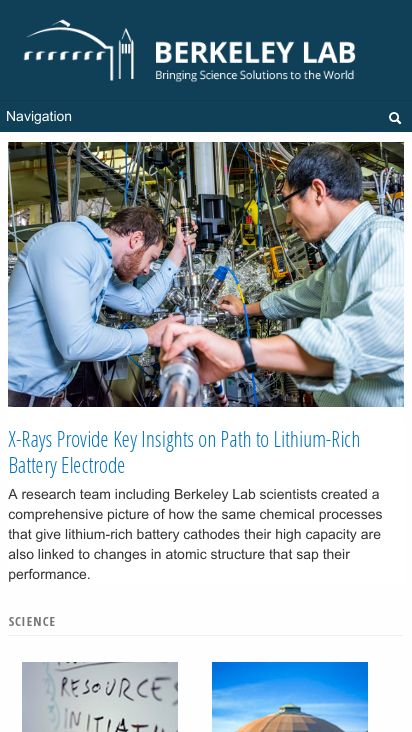 BERKELEY LAB
Bringing Science Solutions to the World
Navigation
X-Rays Provide Key Insights on Path to Lithium-Rich
Battery Electrode
A research team including Berkeley Lab scientists created a
comprehensive picture of how the same chemical processes
that give lithium-rich battery cathodes their high capacity are
also linked to changes in atomic structure that sap their
performance.
SCIENCE
RESOURCES